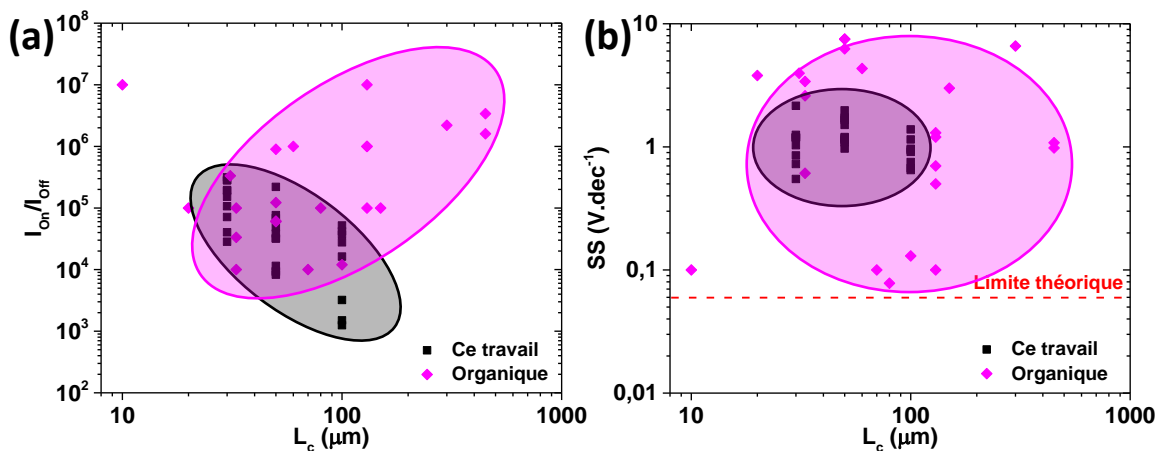 (a)
10⁸
10⁷
10⁶
10⁵
10⁴
10³
10²
I_On/I_Off
10
100
1000
L_c (µm)
Ce travail
Organique
(b)
10
1
0,1
0,01
SS (V.dec⁻¹)
Limite théorique
10
100
1000
L_c (µm)
Ce travail
Organique